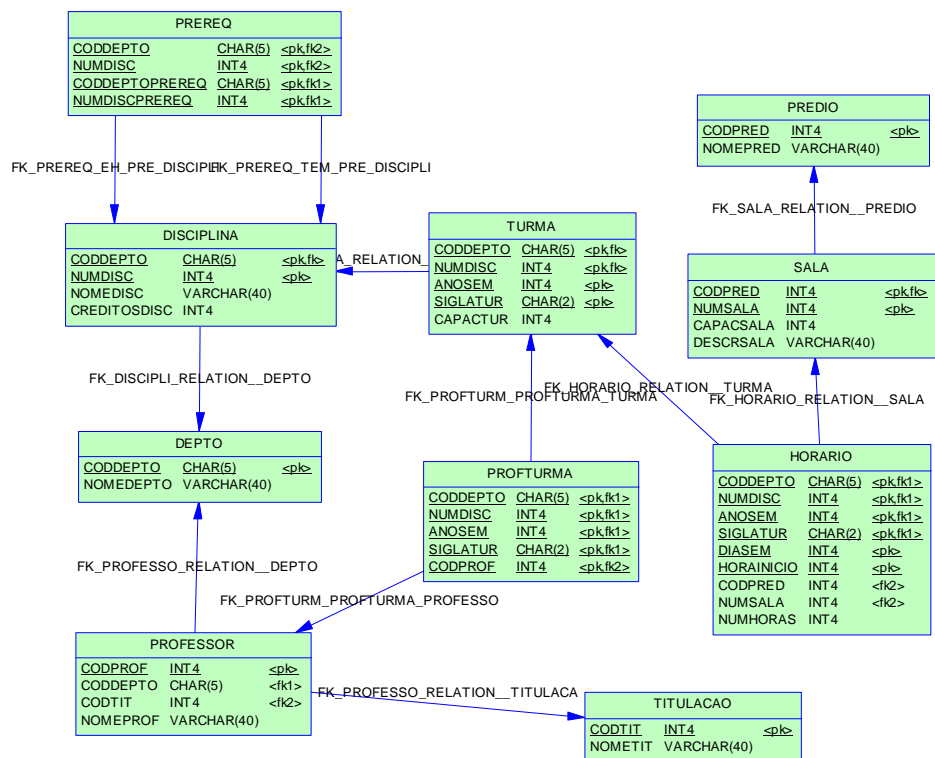 PREREQ
CODDEPTO CHAR(5) <pk,fk2>
NUMDISC INT4 <pk,fk2>
CODDEPTOPREREQ CHAR(5) <pk,fk1>
NUMDISCPREREQ INT4 <pk,fk1>
PREDIO
CODPRED INT4 <pk>
NOMEPRED VARCHAR(40)
FK_PREREQ_EH_PRE_DISCIPLI
FK_PREREQ_TEM_PRE_DISCIPLI
FK_SALA_RELATION__PREDIO
DISCIPLINA
CODDEPTO CHAR(5) <pk,fk>
NUMDISC INT4 <pk>
NOMEDISC VARCHAR(40)
CREDITOSDISC INT4
A_RELATION_
TURMA
CODDEPTO CHAR(5) <pk,fk>
NUMDISC INT4 <pk,fk>
ANOSEM INT4 <pk>
SIGLATUR CHAR(2) <pk>
CAPACTUR INT4
SALA
CODPRED INT4 <pk,fk>
NUMSALA INT4 <pk>
CAPACSALA INT4
DESCRSALA VARCHAR(40)
FK_DISCIPLI_RELATION__DEPTO
FK_PROFTURM_PROFTURMA_TURMA
FK_HORARIO_RELATION__TURMA
FK_HORARIO_RELATION__SALA
DEPTO
CODDEPTO CHAR(5) <pk>
NOMEDEPTO VARCHAR(40)
PROFTURMA
CODDEPTO CHAR(5) <pk,fk1>
NUMDISC INT4 <pk,fk1>
ANOSEM INT4 <pk,fk1>
SIGLATUR CHAR(2) <pk,fk1>
CODPROF INT4 <pk,fk2>
HORARIO
CODDEPTO CHAR(5) <pk,fk1>
NUMDISC INT4 <pk,fk1>
ANOSEM INT4 <pk,fk1>
SIGLATUR CHAR(2) <pk,fk1>
DIASEM INT4 <pk>
HORAINICIO INT4 <pk>
CODPRED INT4 <fk2>
NUMSALA INT4 <fk2>
NUMHORAS INT4
FK_PROFESSO_RELATION__DEPTO
FK_PROFTURM_PROFTURMA_PROFESSO
PROFESSOR
CODPROF INT4 <pk>
CODDEPTO CHAR(5) <fk1>
CODTIT INT4 <fk2>
NOMEPROF VARCHAR(40)
FK_PROFESSO_RELATION__TITULACA
TITULACAO
CODTIT INT4 <pk>
NOMETIT VARCHAR(40)